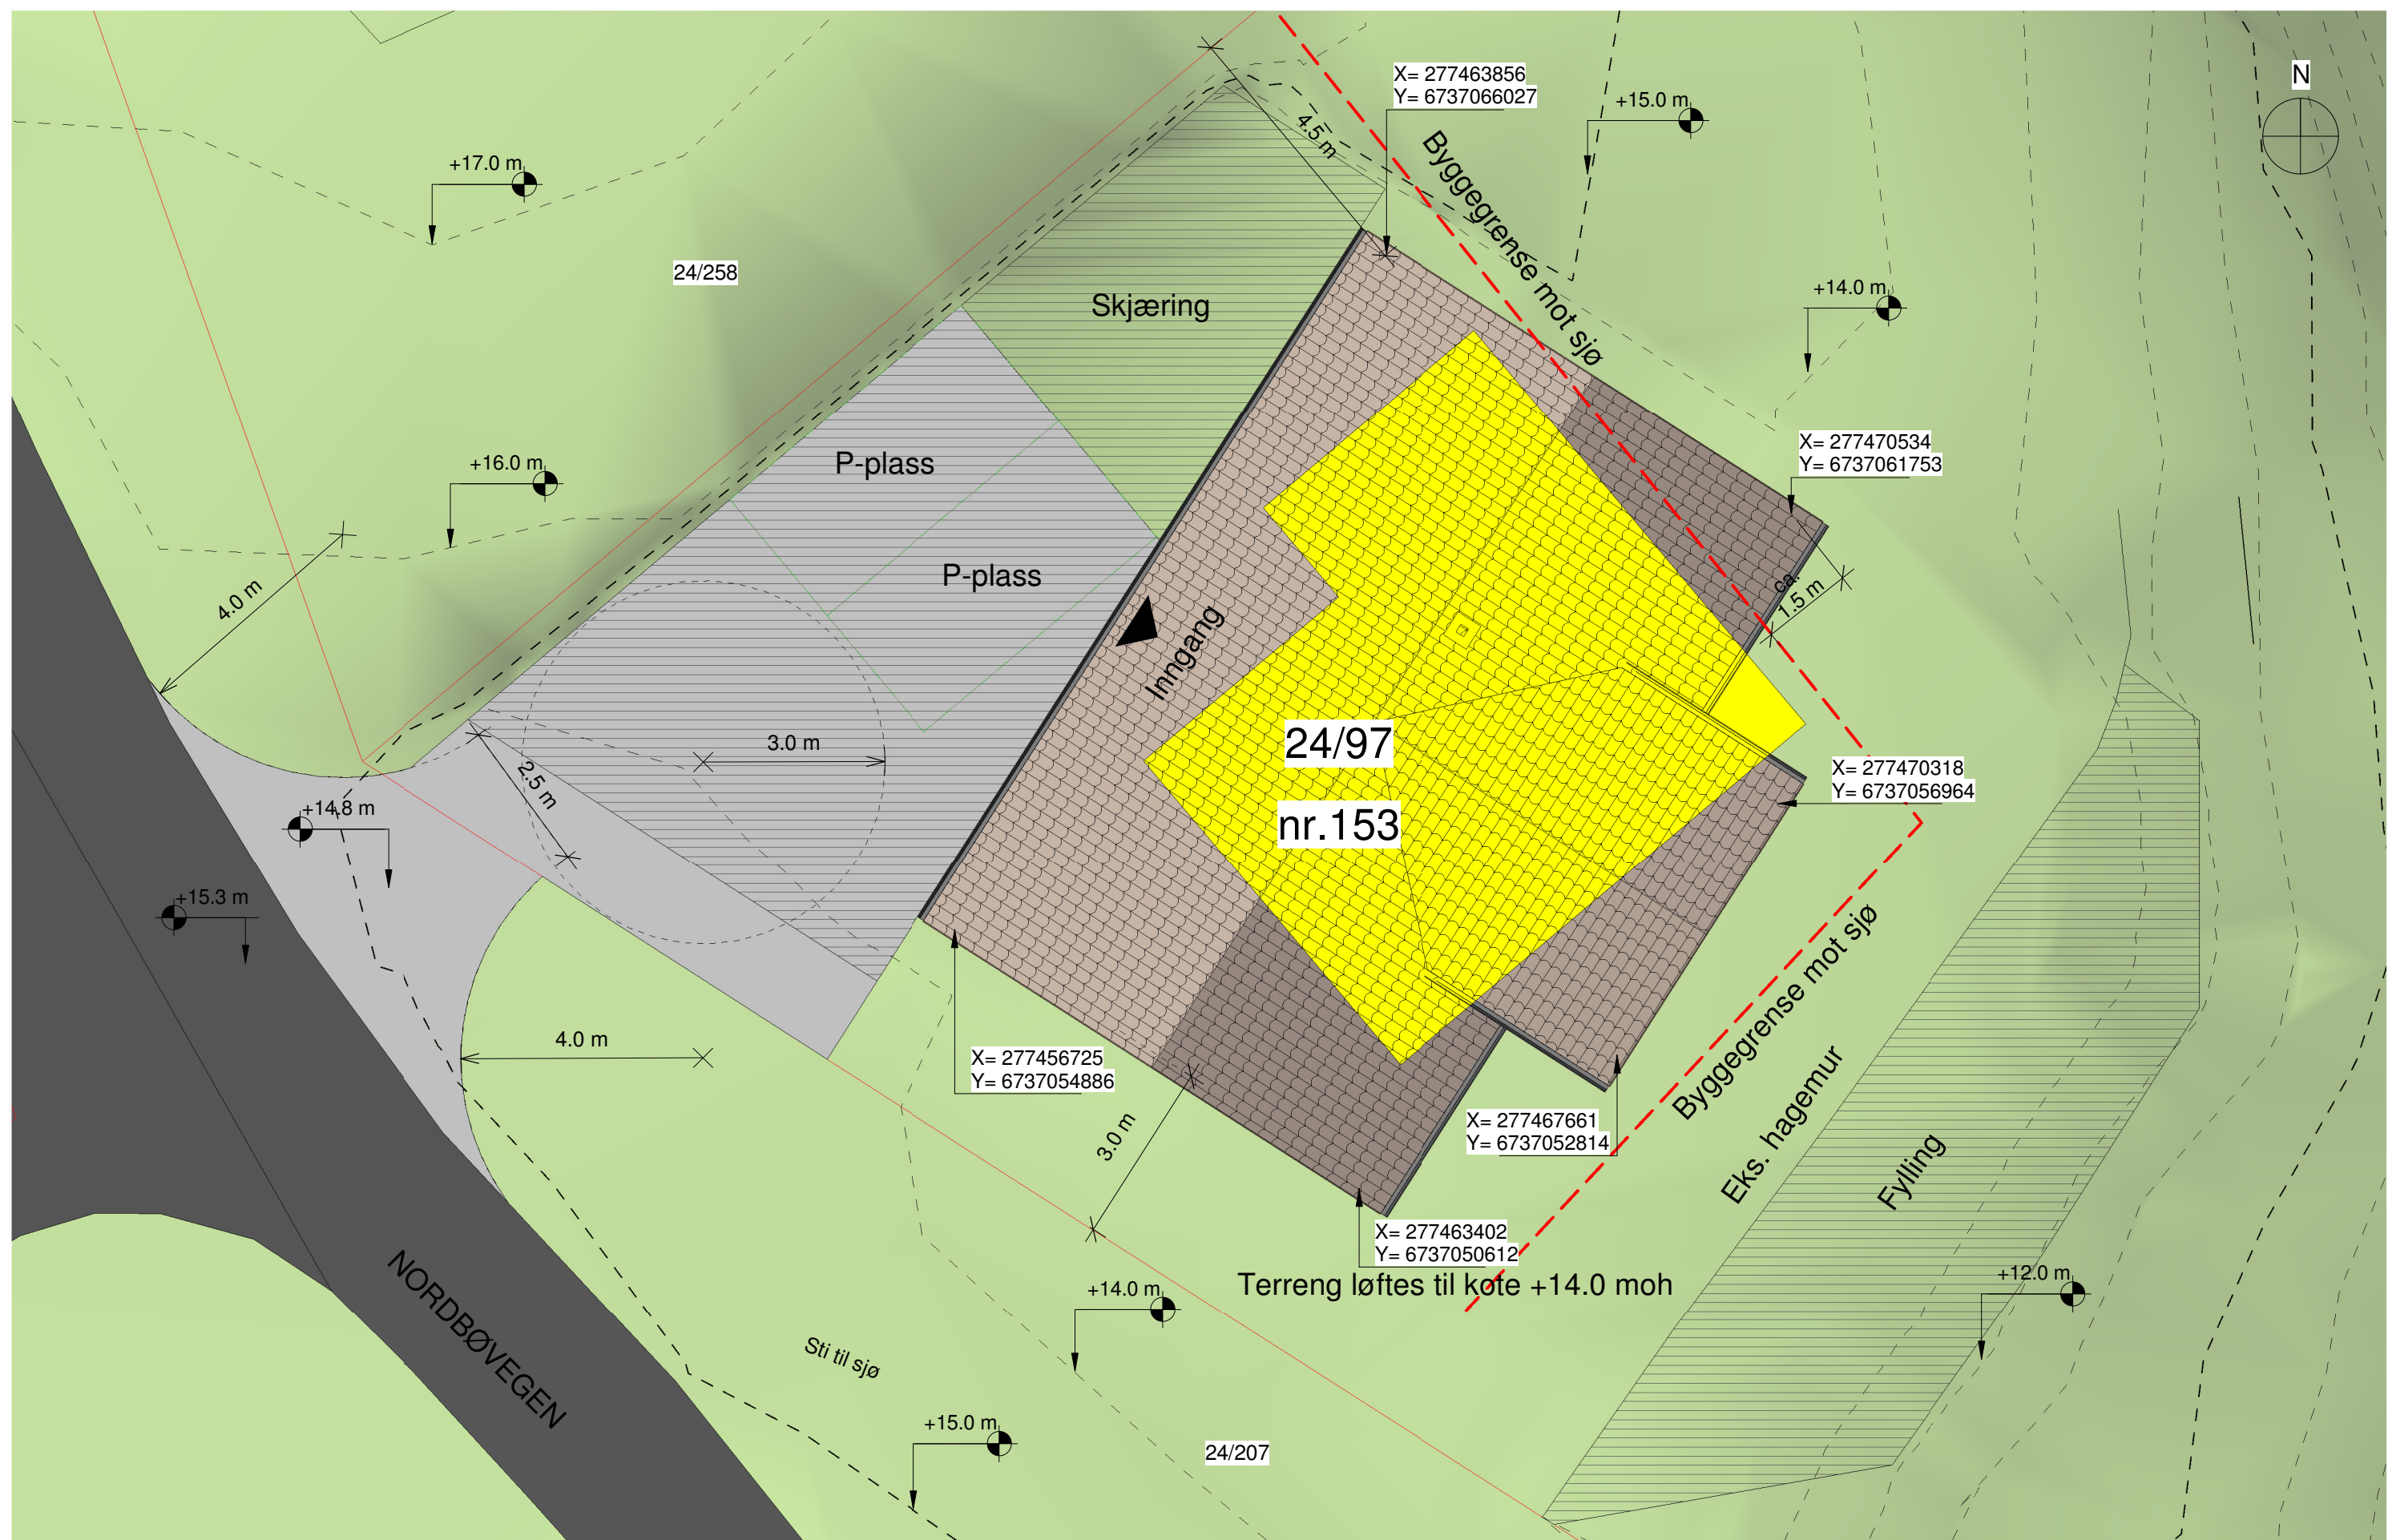 N
X= 277463856
Y= 6737066027
+15.0 m
4.5 m
Byggegrense mot sjø
+17.0 m
24/258
Skjæring
+14.0 m
+16.0 m
P-plass
X= 277470534
Y= 6737061753
P-plass
4.0 m
ca.
1.5 m
Inngang
24/97
3.0 m
2.5 m
X= 277470318
Y= 6737056964
+14.8 m
nr.153
+15.3 m
Byggegrense mot sjø
4.0 m
X= 277456725
Y= 6737054886
3.0 m
X= 277467661
Y= 6737052814
Eks. hagemur
Fylling
X= 277463402
Y= 6737050612
Terreng løftes til kote +14.0 moh
+14.0 m
+12.0 m
NORDBØVEGEN
Sti til sjø
+15.0 m
24/207